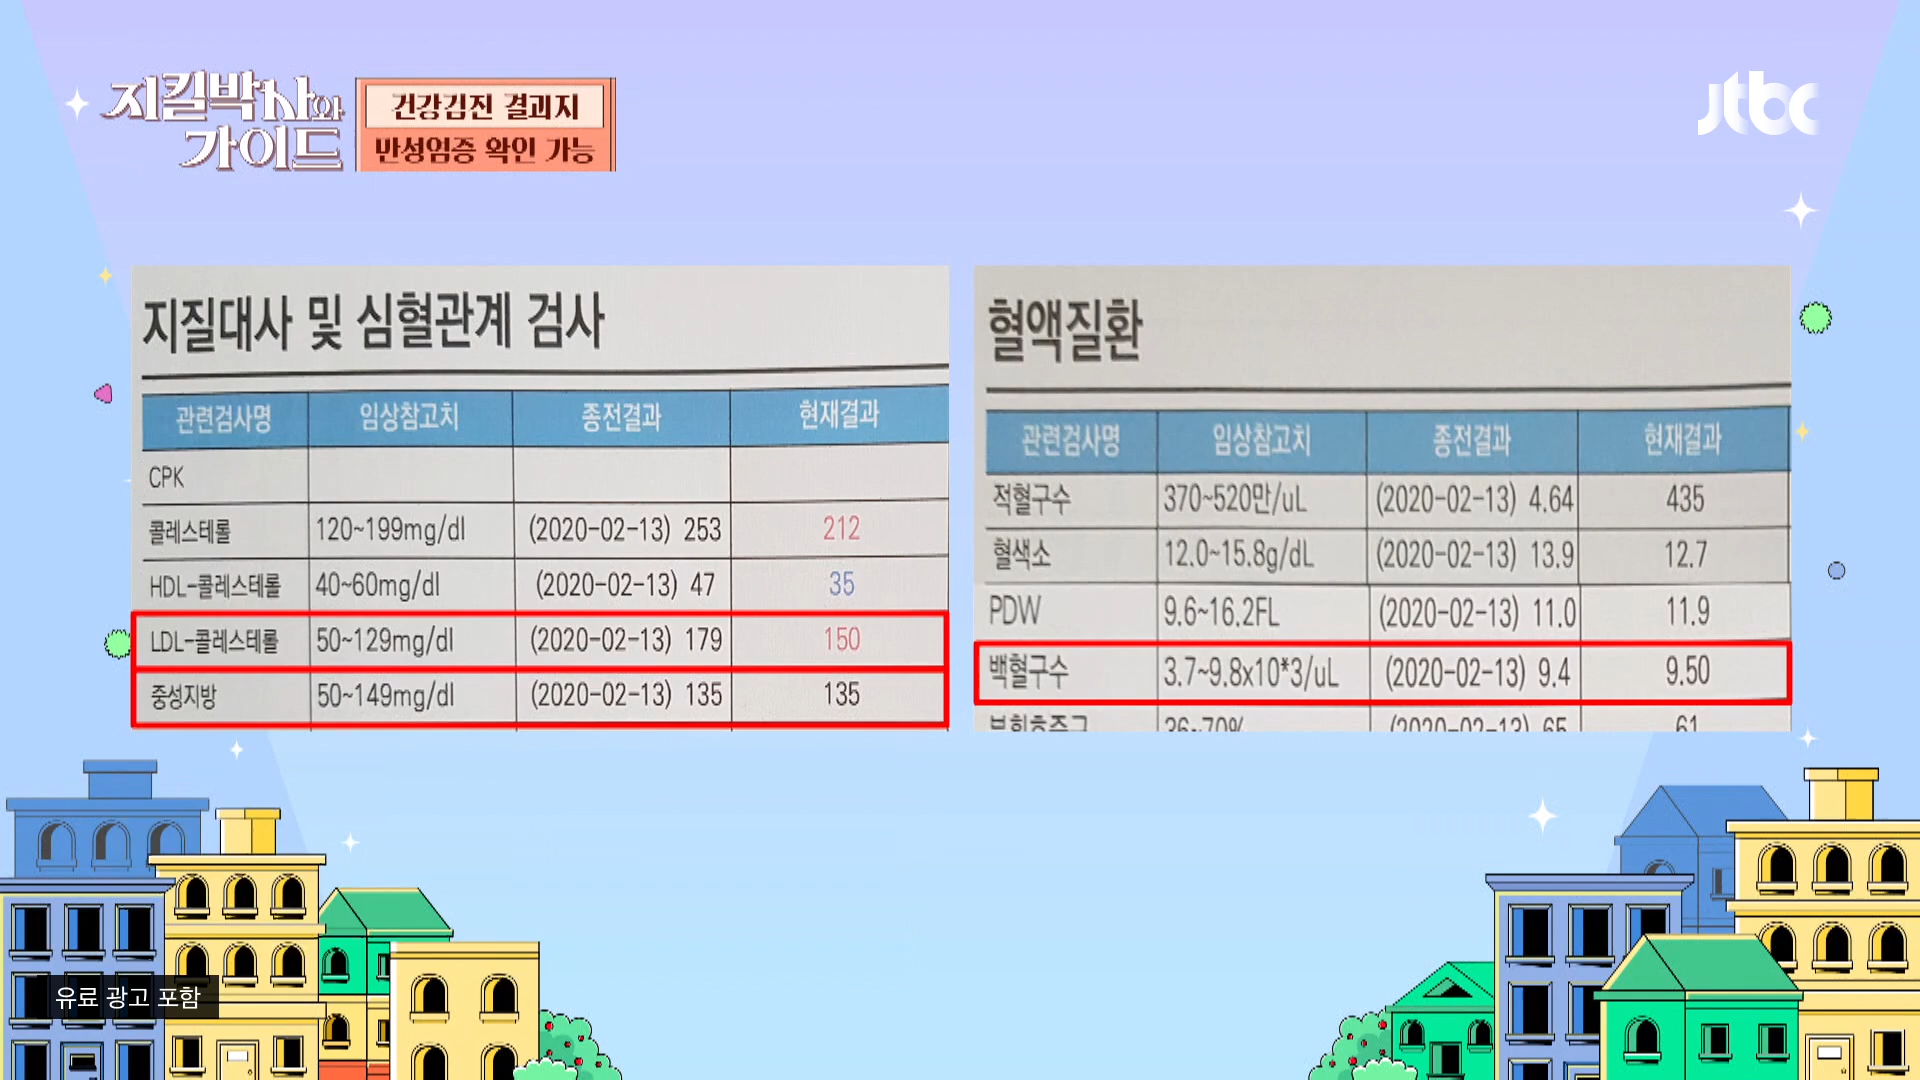 지킬박사와
가이드
건강검진 결과지
만성염증 확인 가능
jtbc
지질대사 및 심혈관계 검사
관련검사명 임상참고치 종전결과 현재결과
CPK
콜레스테롤 120~199mg/dl (2020-02-13) 253 212
HDL-콜레스테롤 40~60mg/dl (2020-02-13) 47 35
LDL-콜레스테롤 50~129mg/dl (2020-02-13) 179 150
중성지방 50~149mg/dl (2020-02-13) 135 135
혈액질환
관련검사명 임상참고치 종전결과 현재결과
적혈구수 370~520만/uL (2020-02-13) 4.64 435
혈색소 12.0~15.8g/dL (2020-02-13) 13.9 12.7
PDW 9.6~16.2FL (2020-02-13) 11.0 11.9
백혈구수 3.7~9.8x10*3/uL (2020-02-13) 9.4 9.50
36~70% (2020-02-13) 65 61
유료 광고 포함